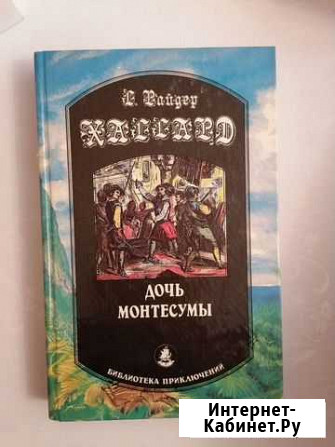 Г. Райдер
ХАГГАРД
ДОЧЬ
МОНТЕСУМЫ
БИБЛИОТЕКА ПРИКЛЮЧЕНИЙ
Интернет-
Кабинет.Ру